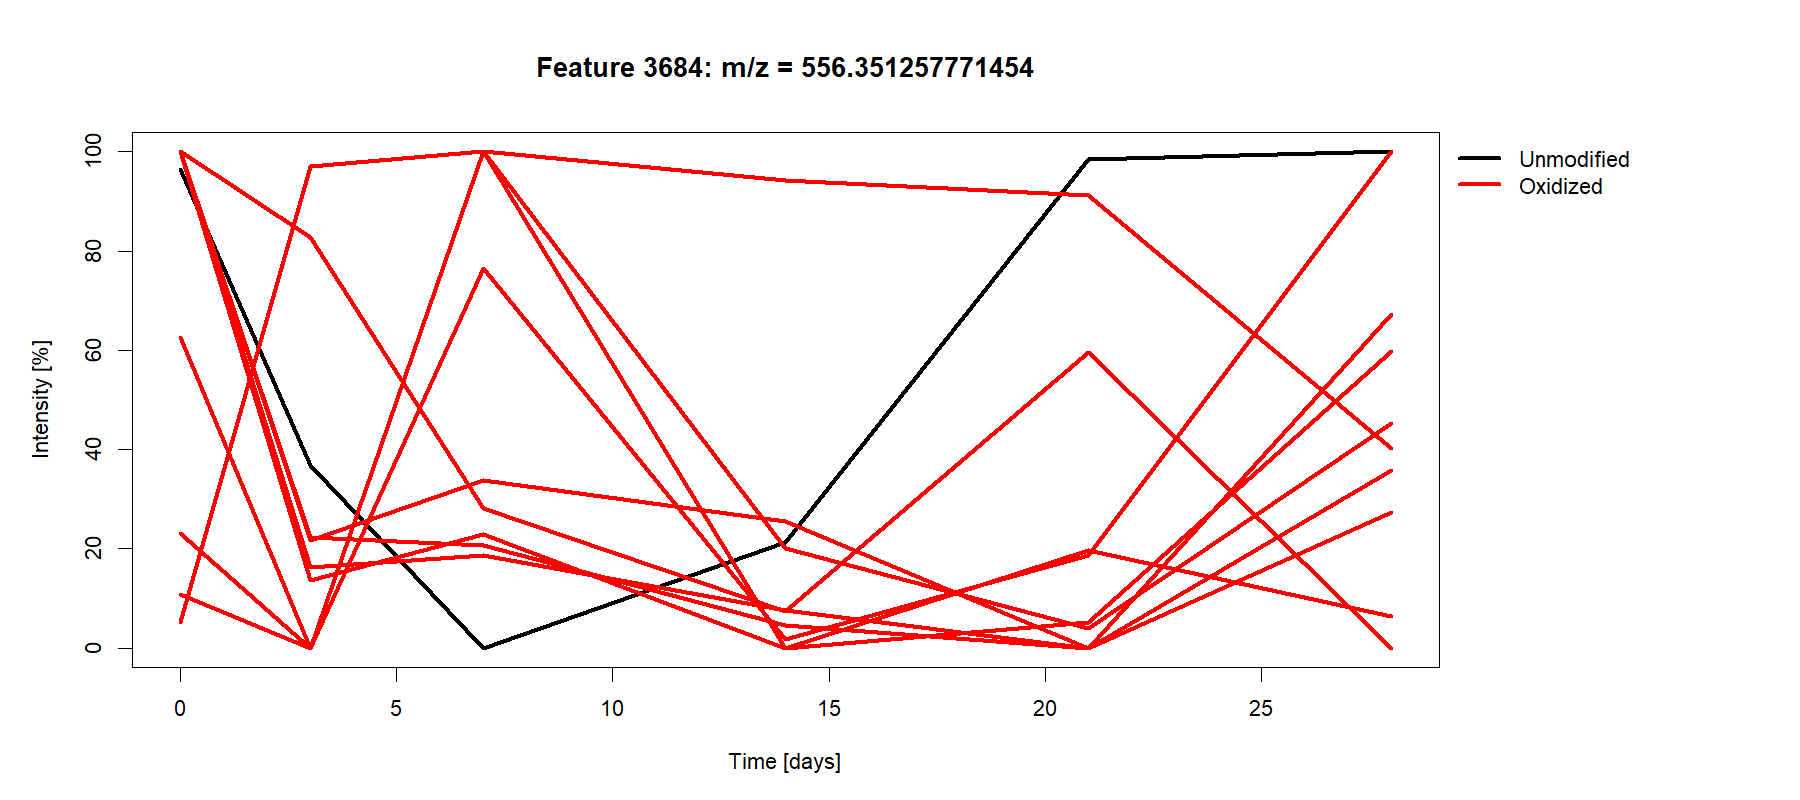 Feature 3684: m/z = 556.351257771454
Unmodified
Oxidized
Intensity [%]
100
80
60
40
20
0
0 5 10 15 20 25
Time [days]